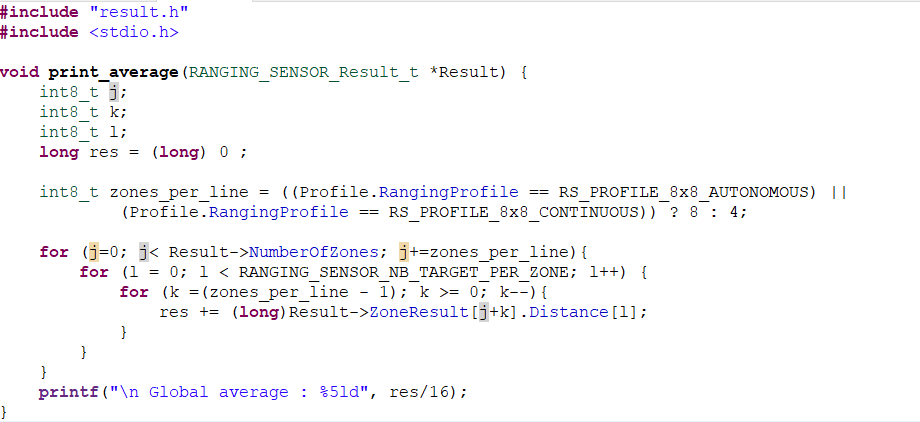 #include "result.h"
#include <stdio.h>

void print_average(RANGING_SENSOR_Result_t *Result) {
    int8_t j;
    int8_t k;
    int8_t l;
    long res = (long) 0 ;

    int8_t zones_per_line = ((Profile.RangingProfile == RS_PROFILE_8x8_AUTONOMOUS) ||
            (Profile.RangingProfile == RS_PROFILE_8x8_CONTINUOUS)) ? 8 : 4;

    for (j=0; j< Result->NumberOfZones; j+=zones_per_line){
        for (l = 0; l < RANGING_SENSOR_NB_TARGET_PER_ZONE; l++) {
            for (k =(zones_per_line - 1); k >= 0; k--){
                res += (long)Result->ZoneResult[j+k].Distance[l];
            }
        }
    }
    printf("\n Global average : %5ld", res/16);
}